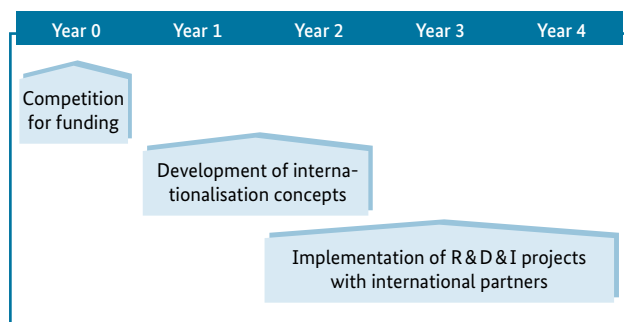 Year 0 Year 1 Year 2 Year 3 Year 4
Competition
for funding
Development of interna-
tionalisation concepts
Implementation of R & D & I projects
with international partners